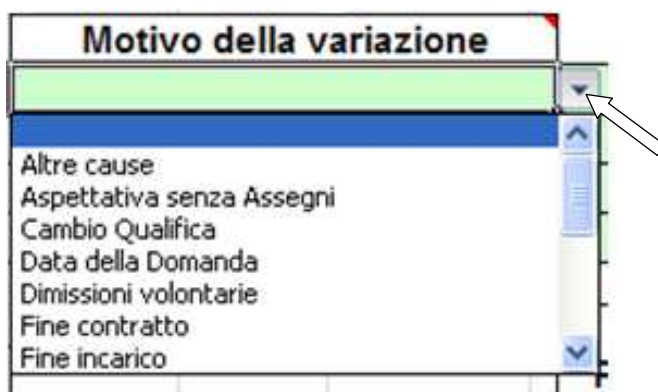 Motivo della variazione
Altre cause
Aspettativa senza Assegni
Cambio Qualifica
Data della Domanda
Dimissioni volontarie
Fine contratto
Fine incarico